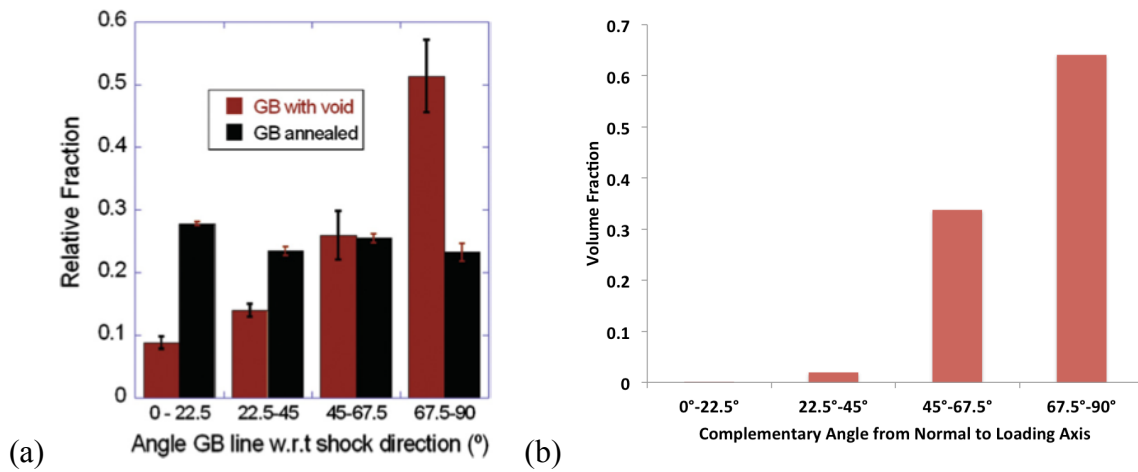 0.6
0.5
0.4
0.3
0.2
0.1
0
Relative Fraction
GB with void
GB annealed
0 - 22.5 22.5-45 45-67.5 67.5-90
Angle GB line w.r.t shock direction (º)
(a)
0.7
0.6
0.5
0.4
0.3
0.2
0.1
0
Volume Fraction
0°-22.5° 22.5°-45° 45°-67.5° 67.5°-90°
Complementary Angle from Normal to Loading Axis
(b)